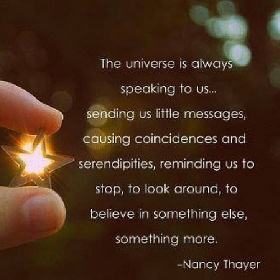 The universe is always
speaking to us...
sending us little messages,
causing coincidences and
serendipities, reminding us to
stop, to look around, to
believe in something else,
something more.
-Nancy Thayer